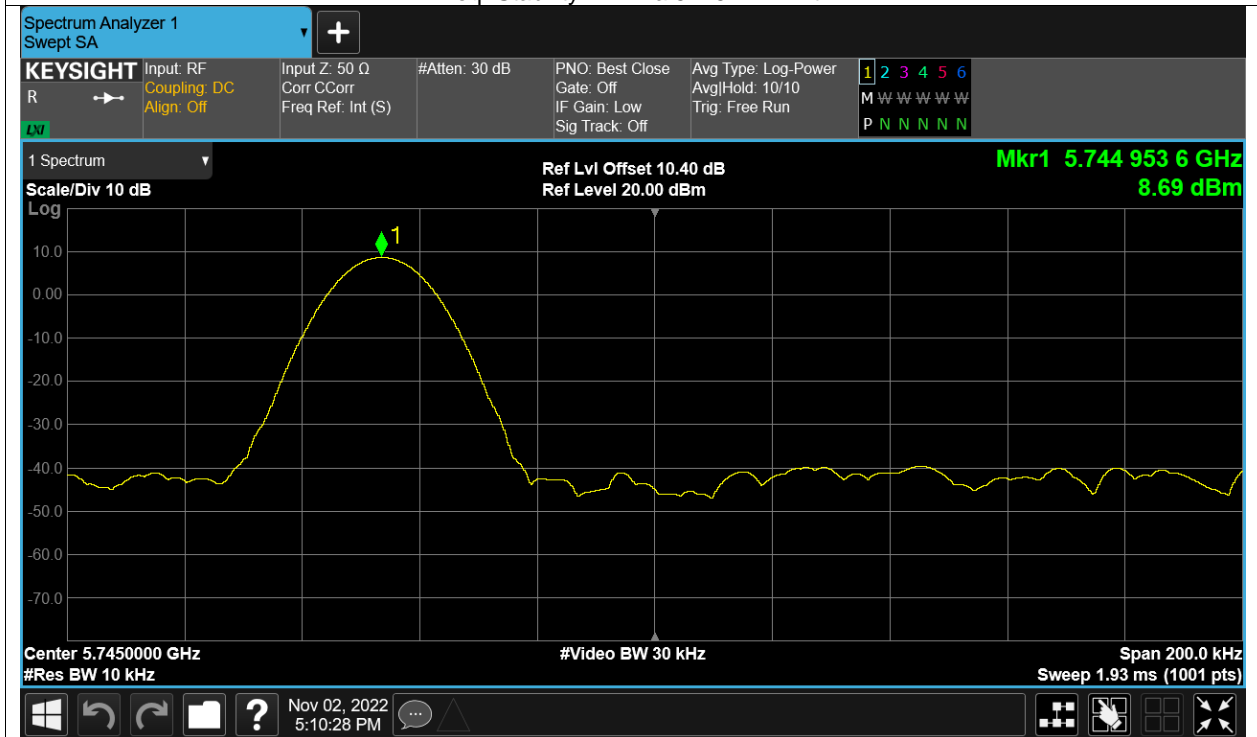 Spectrum Analyzer 1
Swept SA
KEYSIGHT
R
LXI
Input: RF
Coupling: DC
Align: Off
Input Z: 50 Ω
Corr CCorr
Freq Ref: Int (S)
#Atten: 30 dB
PNO: Best Close
Gate: Off
IF Gain: Low
Sig Track: Off
Avg Type: Log-Power
Avg|Hold: 10/10
Trig: Free Run
1 2 3 4 5 6
M W W W W W W
P N N N N N N
1 Spectrum
Scale/Div 10 dB
Log
Ref Lvl Offset 10.40 dB
Ref Level 20.00 dBm
Mkr1 5.744 953 6 GHz
8.69 dBm
1
10.0
0.00
-10.0
-20.0
-30.0
-40.0
-50.0
-60.0
-70.0
Center 5.7450000 GHz
#Res BW 10 kHz
#Video BW 30 kHz
Span 200.0 kHz
Sweep 1.93 ms (1001 pts)
?
Nov 02, 2022
5:10:28 PM